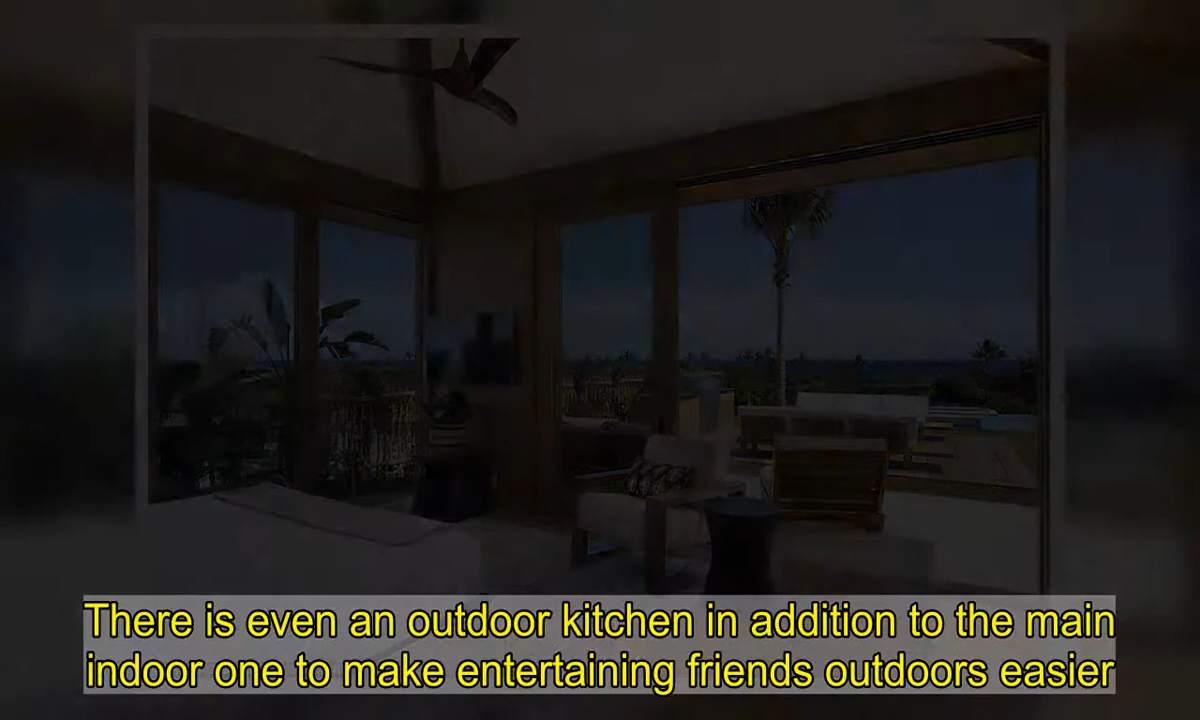 There is even an outdoor kitchen in addition to the main
indoor one to make entertaining friends outdoors easier